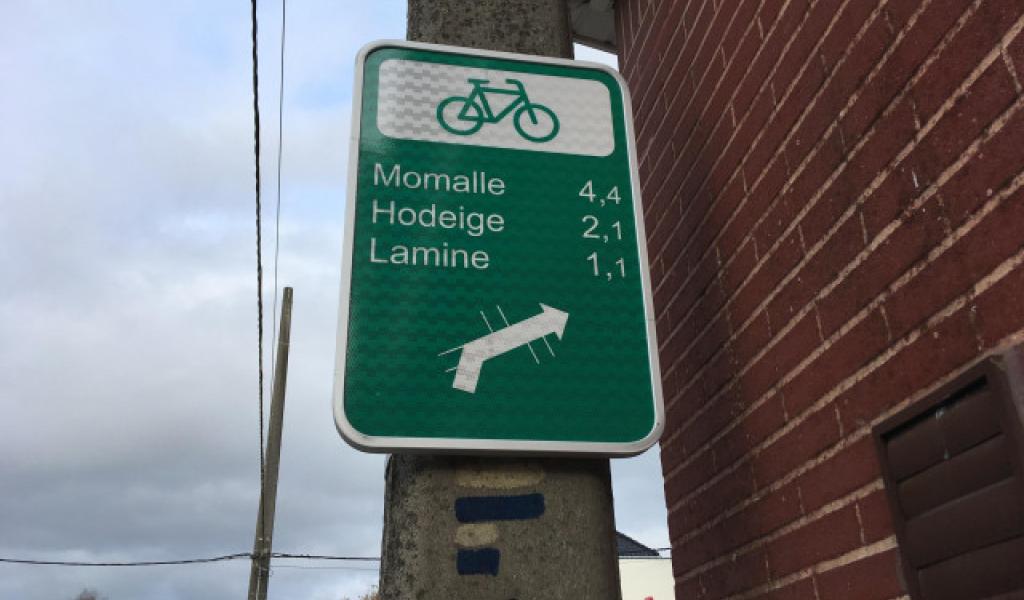 Momalle 4,4
Hodeige 2,1
Lamine 1,1